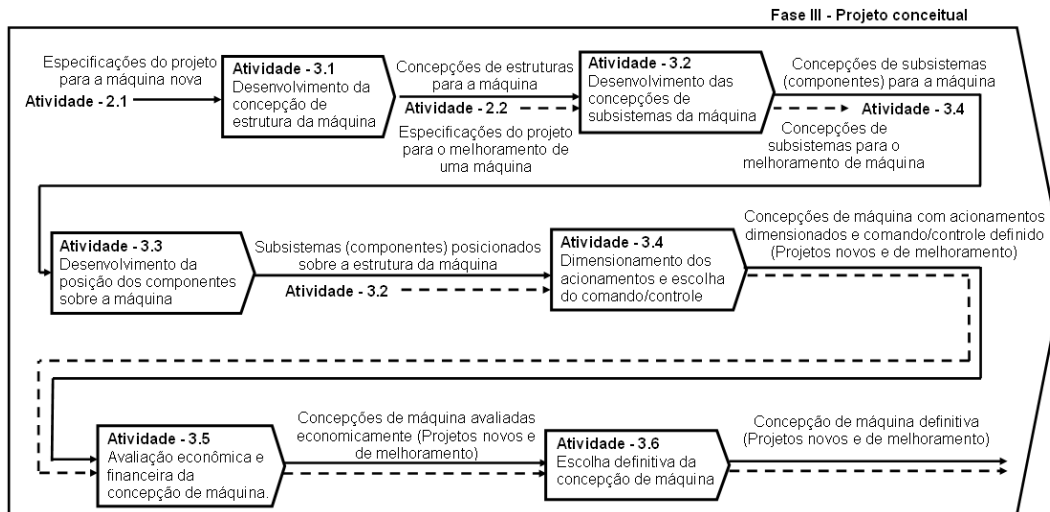 Fase III - Projeto conceitual
Especificações do projeto
para a máquina nova
Atividade - 2.1
Atividade - 3.1
Desenvolvimento da
concepção de
estrutura da máquina
Concepções de estruturas
para a máquina
Atividade - 2.2
Especificações do projeto
para o melhoramento de
uma máquina
Atividade - 3.2
Desenvolvimento das
concepções de
subsistemas da máquina
Concepções de subsistemas
(componentes) para a máquina
Atividade - 3.4
Concepções de
subsistemas para o
melhoramento de máquina
Atividade - 3.3
Desenvolvimento da
posição dos componentes
sobre a máquina
Subsistemas (componentes) posicionados
sobre a estrutura da máquina
Atividade - 3.2
Atividade - 3.4
Dimensionamento dos
acionamentos e escolha
do comando/controle
Concepções de máquina com acionamentos
dimensionados e comando/controle definido
(Projetos novos e de melhoramento)
Atividade - 3.5
Avaliação econômica e
financeira da
concepção de máquina.
Concepções de máquina avaliadas
economicamente (Projetos novos e
de melhoramento)
Atividade - 3.6
Escolha definitiva da
concepção de máquina
Concepção de máquina definitiva
(Projetos novos e de melhoramento)